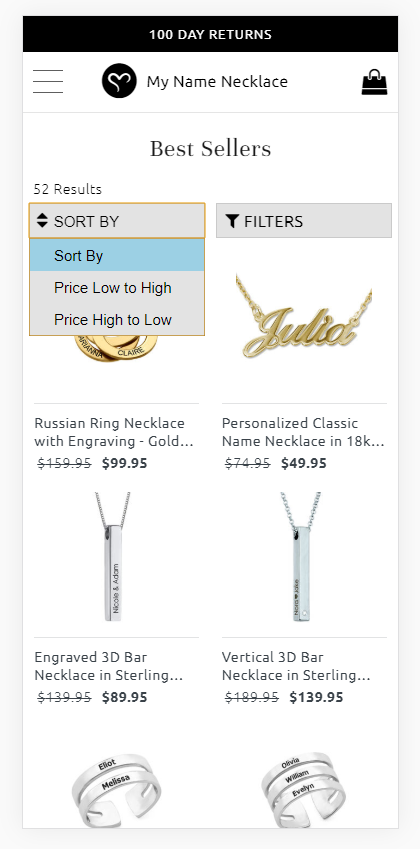 100 DAY RETURNS
My Name Necklace
Best Sellers
52 Results
SORT BY
FILTERS
Sort By
Price Low to High
Price High to Low
ARIANNA
CLAIRE
Julia
Russian Ring Necklace
with Engraving - Gold...
$159.95 $99.95
Personalized Classic
Name Necklace in 18k...
$74.95 $49.95
Nicole & Adam
Nora ♥ Jake
Engraved 3D Bar
Necklace in Sterling...
$139.95 $89.95
Vertical 3D Bar
Necklace in Sterling...
$189.95 $139.95
Eliot
Melissa
Olivia
William
Evelyn